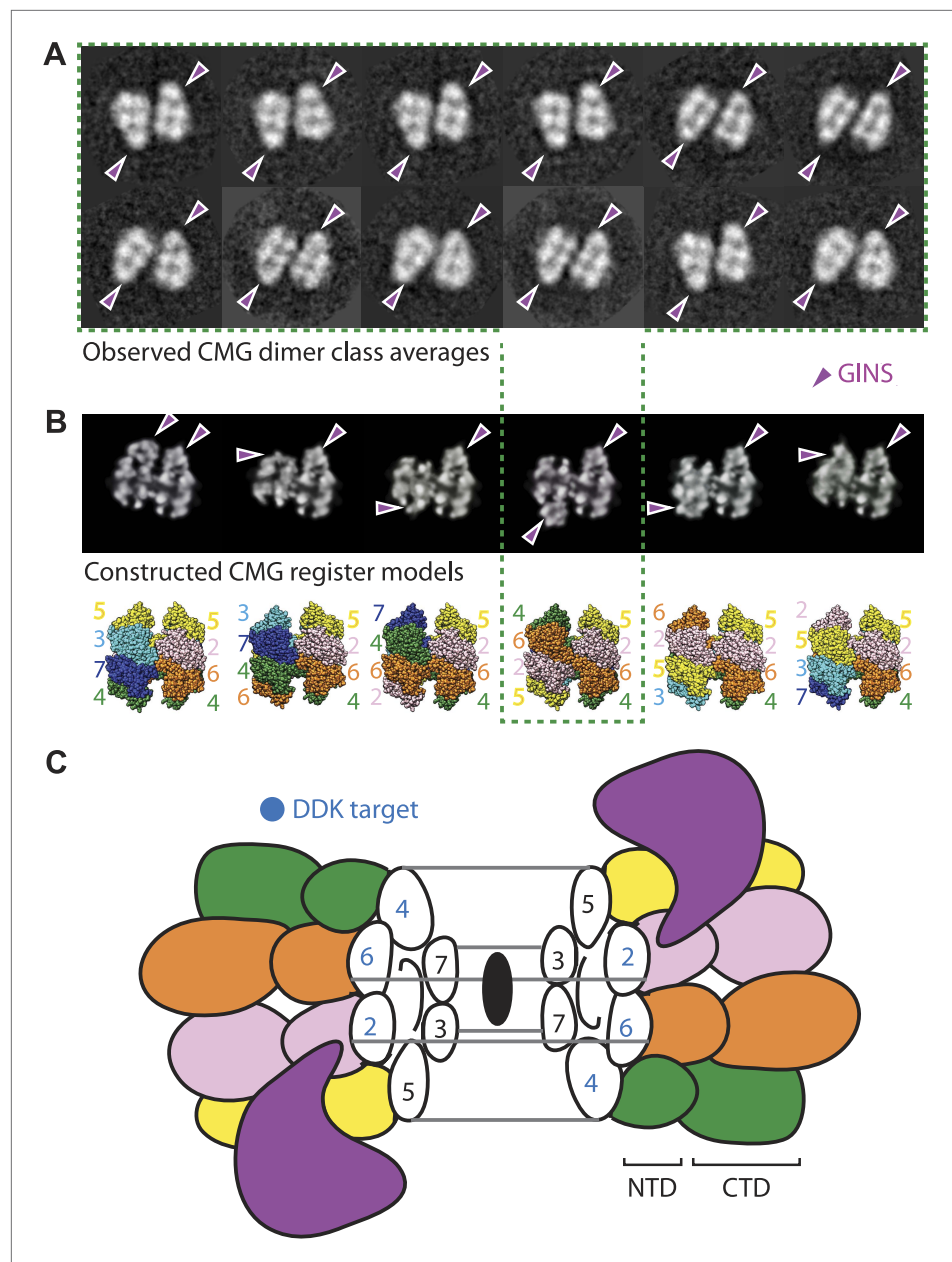 A
Observed CMG dimer class averages
GINS
B
Constructed CMG register models
5 5 3 7 5 7 5 4 5 6 5 2 5
3 2 7 2 4 2 6 2 2 2 5 2
7 6 4 6 6 6 2 6 5 6 3 6
4 4 6 4 2 4 5 4 3 4 7 4
C
DDK target
4 5
6 7 3 2
2 3 7 6
5 4
NTD CTD